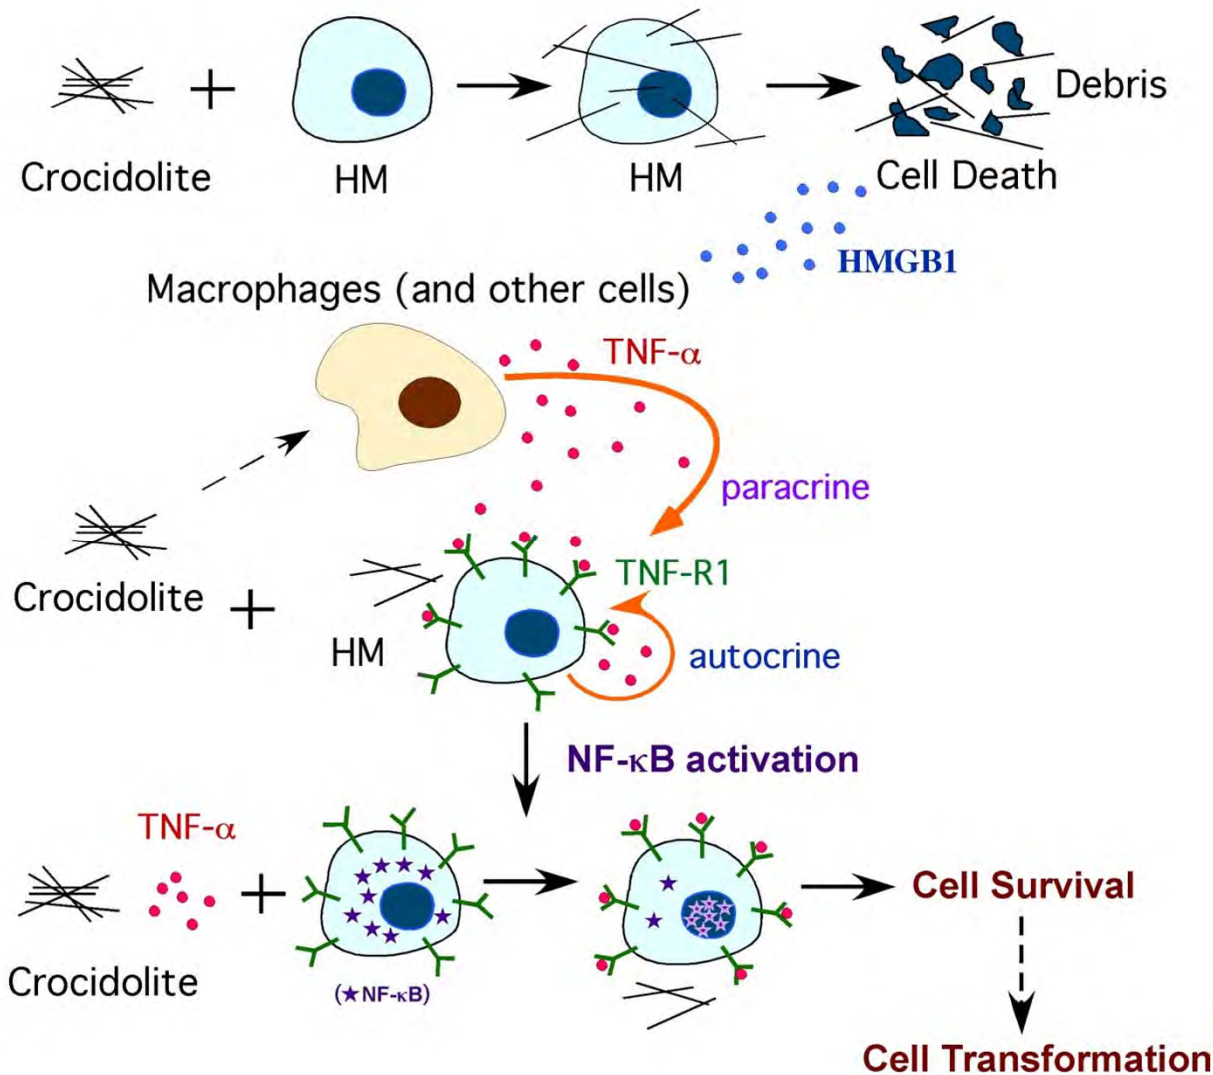 +
Debris
Crocidolite
HM
HM
Cell Death
HMGB1
Macrophages (and other cells)
TNF-α
paracrine
TNF-R1
Crocidolite
+
HM
autocrine
NF-κB activation
TNF-α
+
Cell Survival
Crocidolite
(★NF-κB)
Cell Transformation